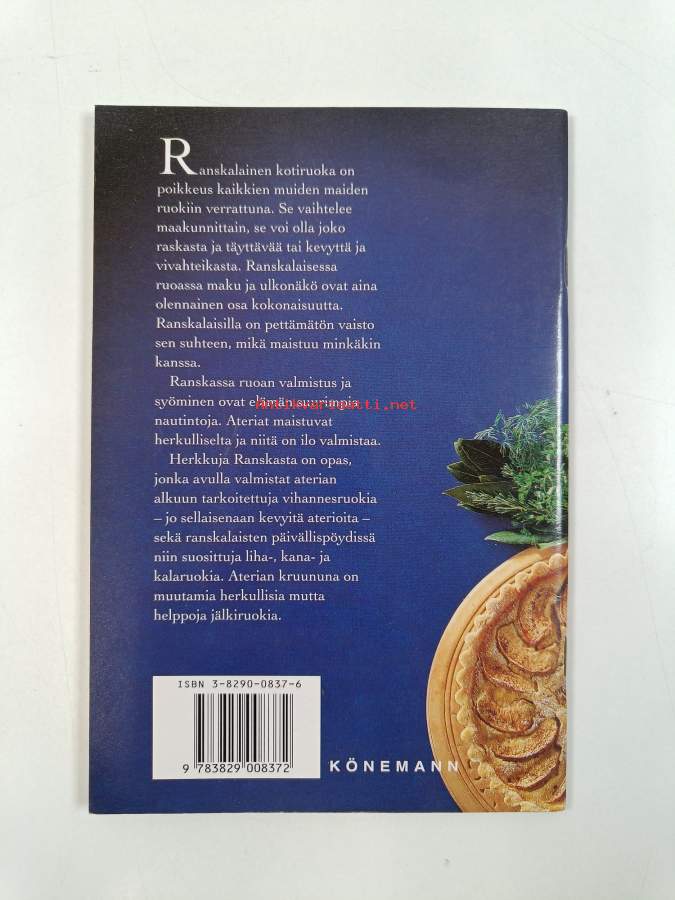 Ranskalainen kotiruoka on
poikkeus kaikkien muiden maiden
ruokiin verrattuna. Se vaihtelee
maakunnittain, se voi olla joko
raskasta ja täyttävää tai kevyttä ja
vivahteikasta. Ranskalaisessa
ruoassa maku ja ulkonäkö ovat aina
olennainen osa kokonaisuutta.
Ranskalaisilla on pettämätön vaisto
sen suhteen, mikä maistuu minkäkin
kanssa.
Ranskassa ruoan valmistus ja
syöminen ovat elämän suurimpia
nautintoja. Ateriat maistuvat
herkulliselta ja niitä on ilo valmistaa.
Herkkuja Ranskasta on opas,
jonka avulla valmistat aterian
alkuun tarkoitettuja vihannesruokia
– jo sellaisenaan kevyitä aterioita –
sekä ranskalaisten päivällispöydissä
niin suosittuja liha-, kana- ja
kalaruokia. Aterian kruununa on
muutamia herkullisia mutta
helppoja jälkiruokia.
ISBN 3-8290-0837-6
9 783829 008372
KÖNEMANN
Antikvariaatti.net